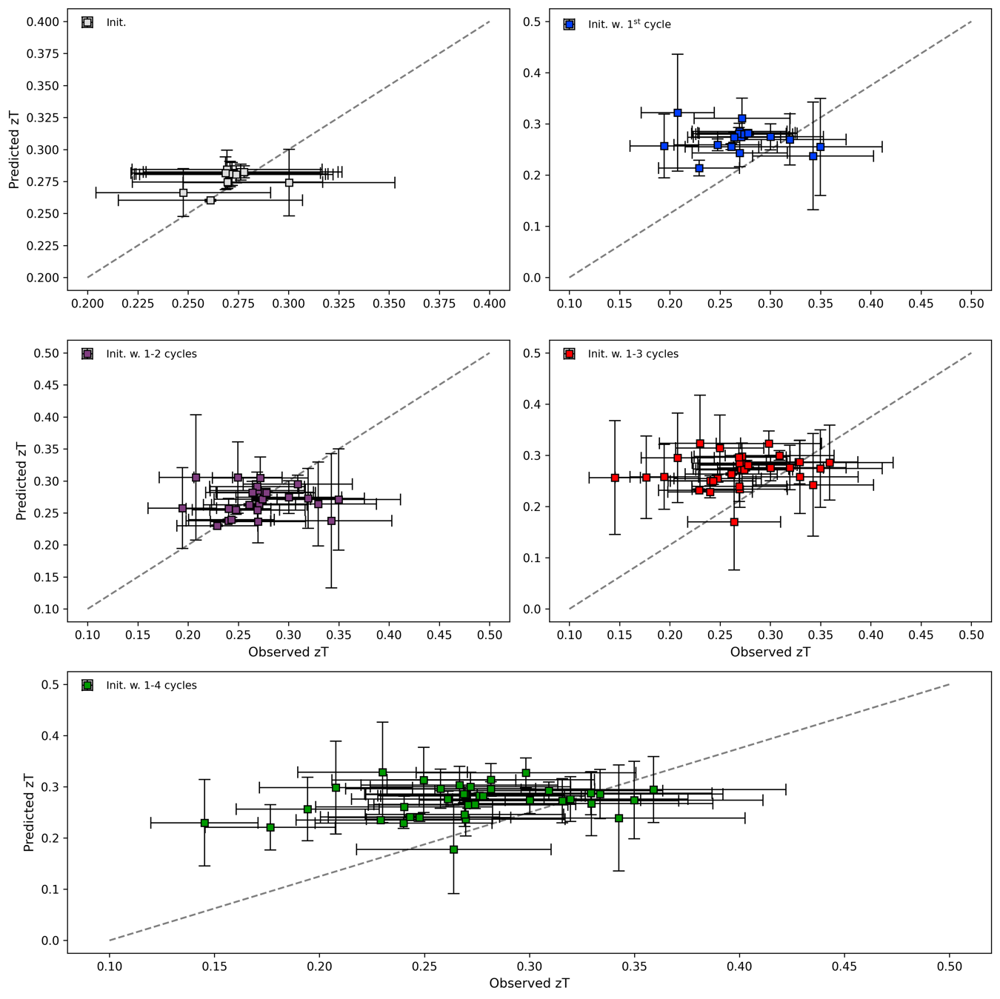 Init.
Predicted zT
0.400
0.375
0.350
0.325
0.300
0.275
0.250
0.225
0.200
0.200 0.225 0.250 0.275 0.300 0.325 0.350 0.375 0.400
Init. w. 1st cycle
0.5
0.4
0.3
0.2
0.1
0.0
0.10 0.15 0.20 0.25 0.30 0.35 0.40 0.45 0.50
Init. w. 1-2 cycles
Predicted zT
0.50
0.45
0.40
0.35
0.30
0.25
0.20
0.15
0.10
0.10 0.15 0.20 0.25 0.30 0.35 0.40 0.45 0.50
Observed zT
Init. w. 1-3 cycles
0.5
0.4
0.3
0.2
0.1
0.0
0.10 0.15 0.20 0.25 0.30 0.35 0.40 0.45 0.50
Observed zT
Init. w. 1-4 cycles
Predicted zT
0.5
0.4
0.3
0.2
0.1
0.0
0.10 0.15 0.20 0.25 0.30 0.35 0.40 0.45 0.50
Observed zT